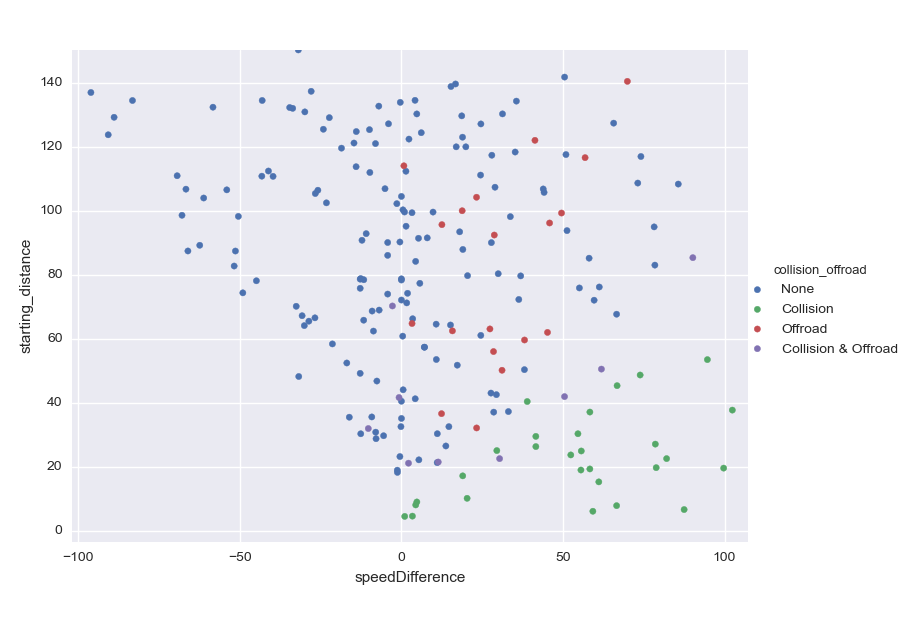 140
120
100
80
60
40
20
0
starting_distance
−100 −50 0 50 100
speedDifference
collision_offroad
None
Collision
Offroad
Collision & Offroad